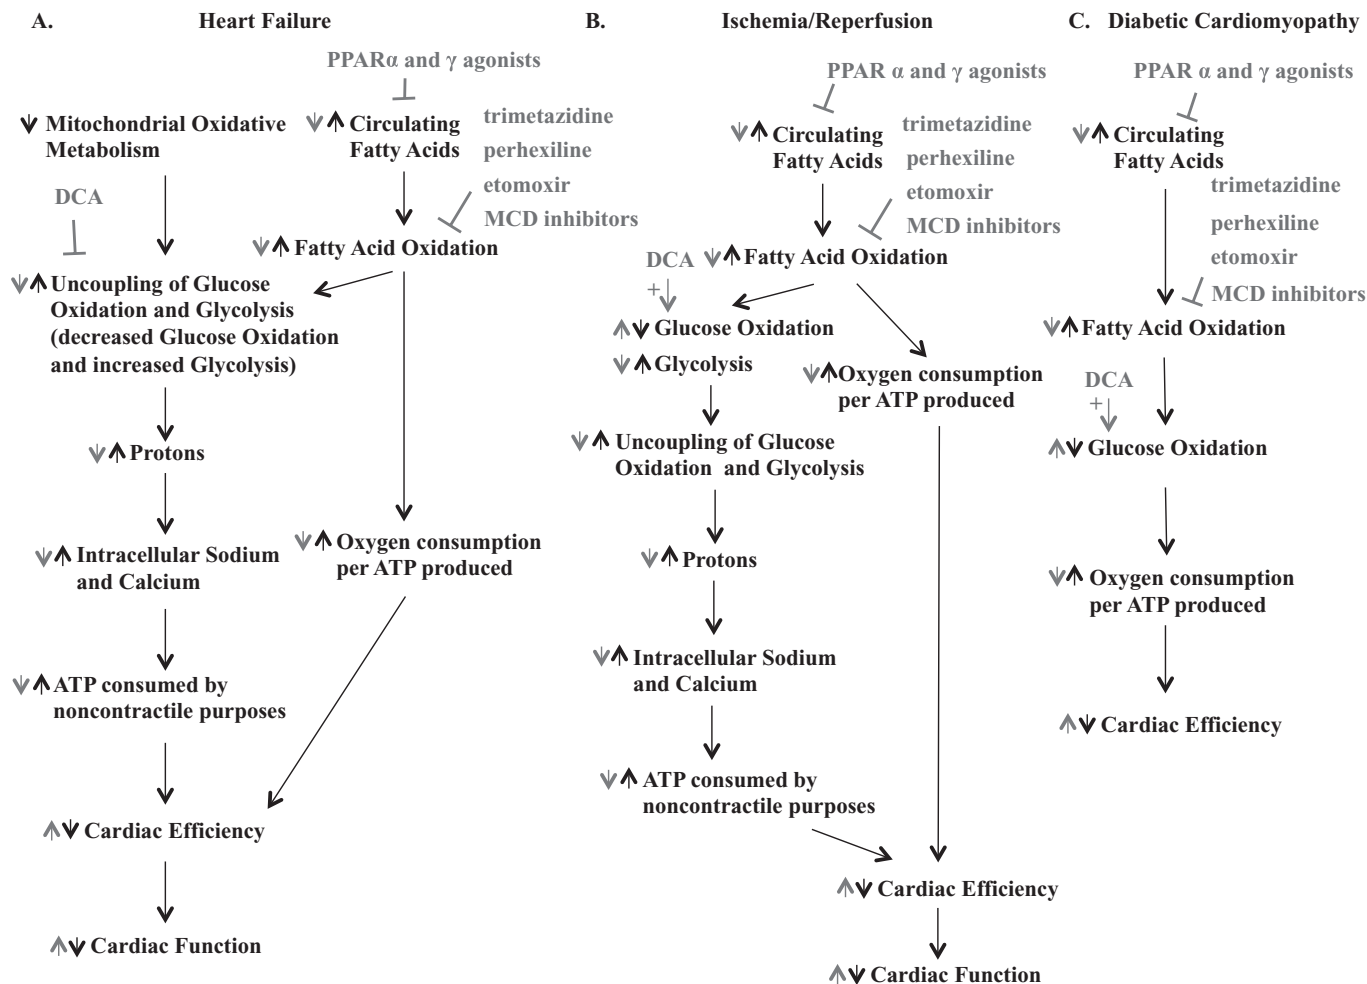 A. Heart Failure
PPARα and γ agonists
Mitochondrial Oxidative
Metabolism
Circulating
Fatty Acids
trimetazidine
perhexiline
etomoxir
MCD inhibitors
DCA
Fatty Acid Oxidation
Uncoupling of Glucose
Oxidation and Glycolysis
(decreased Glucose Oxidation
and increased Glycolysis)
Protons
Intracellular Sodium
and Calcium
Oxygen consumption
per ATP produced
ATP consumed by
noncontractile purposes
Cardiac Efficiency
Cardiac Function
B. Ischemia/Reperfusion
PPAR α and γ agonists
Circulating
Fatty Acids
trimetazidine
perhexiline
etomoxir
MCD inhibitors
Fatty Acid Oxidation
DCA
+
Glucose Oxidation
Glycolysis
Oxygen consumption
per ATP produced
Uncoupling of Glucose
Oxidation and Glycolysis
Protons
Intracellular Sodium
and Calcium
ATP consumed by
noncontractile purposes
Cardiac Efficiency
Cardiac Function
C. Diabetic Cardiomyopathy
PPAR α and γ agonists
Circulating
Fatty Acids
trimetazidine
perhexiline
etomoxir
MCD inhibitors
Fatty Acid Oxidation
DCA
+
Glucose Oxidation
Oxygen consumption
per ATP produced
Cardiac Efficiency